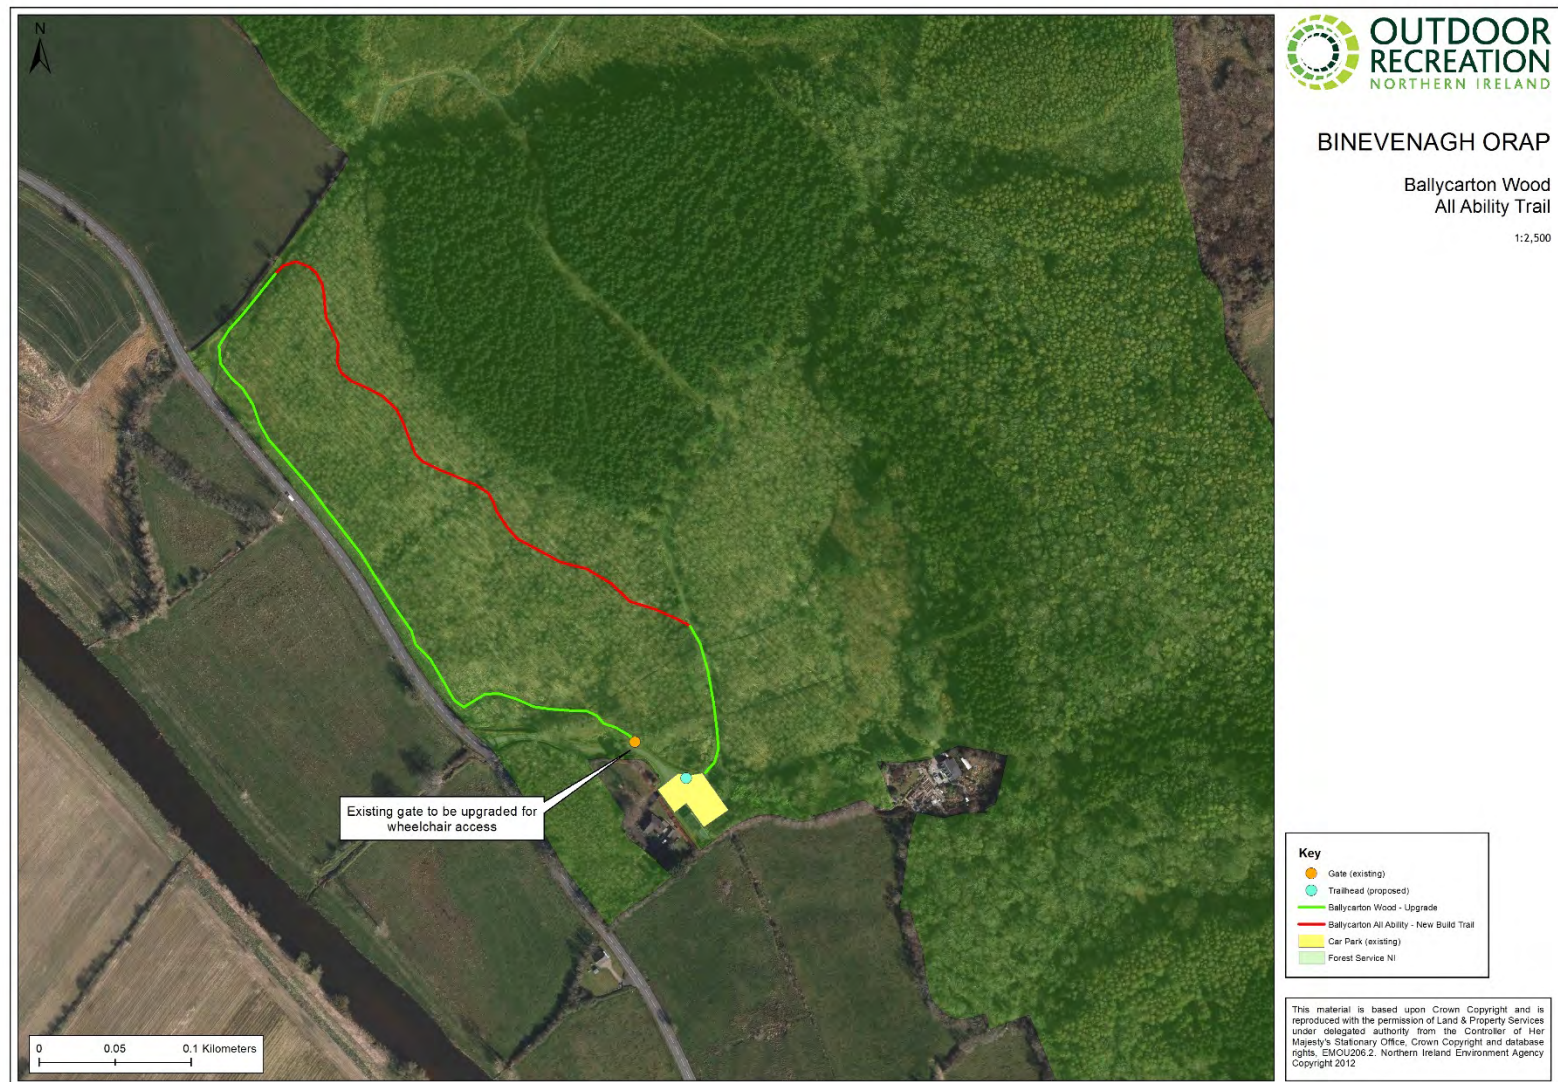 N
OUTDOOR
RECREATION
NORTHERN IRELAND
BINEVENAGH ORAP
Ballycarton Wood
All Ability Trail
1:2,500
Existing gate to be upgraded for
wheelchair access
Key
Gate (existing)
Trailhead (proposed)
Ballycarton Wood - Upgrade
Ballycarton All Ability - New Build Trail
Car Park (existing)
Forest Service NI
0 0.05 0.1 Kilometers
This material is based upon Crown Copyright and is
reproduced with the permission of Land & Property Services
under delegated authority from the Controller of Her
Majesty's Stationary Office, Crown Copyright and database
rights, EMOU206.2. Northern Ireland Environment Agency
Copyright 2012